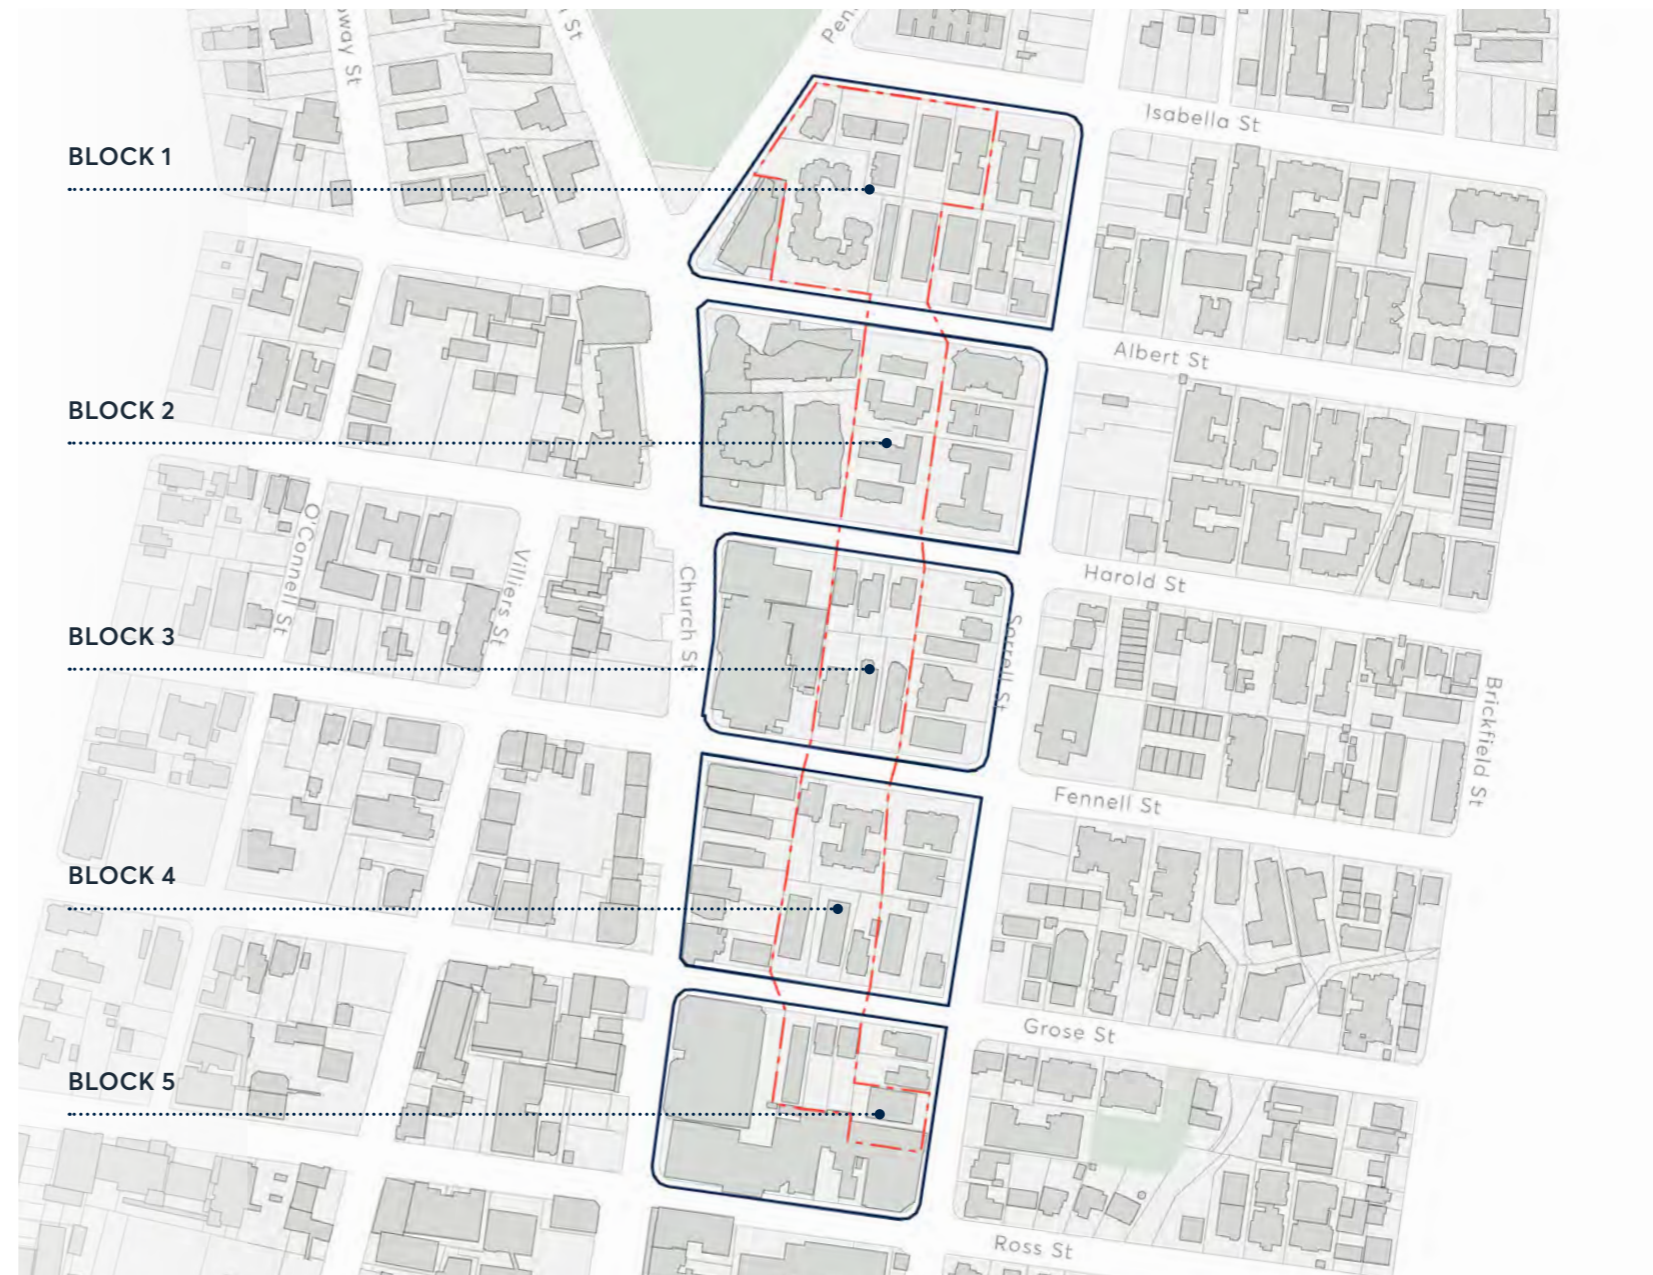 Isabella St
BLOCK 1
Albert St
BLOCK 2
O'Connell St
Villiers St
Church St
Harold St
BLOCK 3
Sorrell St
Brickfield St
Fennell St
BLOCK 4
Grose St
BLOCK 5
Ross St